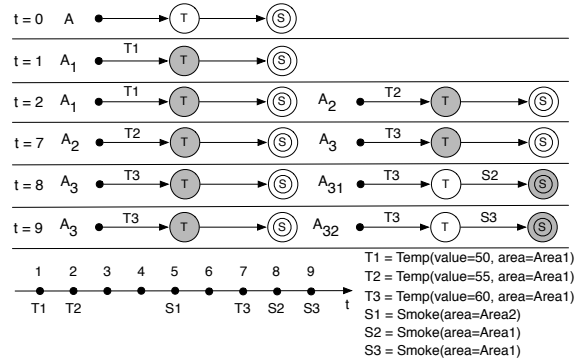 t = 0 A T S
t = 1 A1 T1 T S
t = 2 A1 T1 T S A2 T2 T S
t = 7 A2 T2 T S A3 T3 T S
t = 8 A3 T3 T S A31 T3 T S2 S
t = 9 A3 T3 T S A32 T3 T S3 S
1 2 3 4 5 6 7 8 9
T1 T2 S1 T3 S2 S3 t
T1 = Temp(value=50, area=Area1)
T2 = Temp(value=55, area=Area1)
T3 = Temp(value=60, area=Area1)
S1 = Smoke(area=Area2)
S2 = Smoke(area=Area1)
S3 = Smoke(area=Area1)